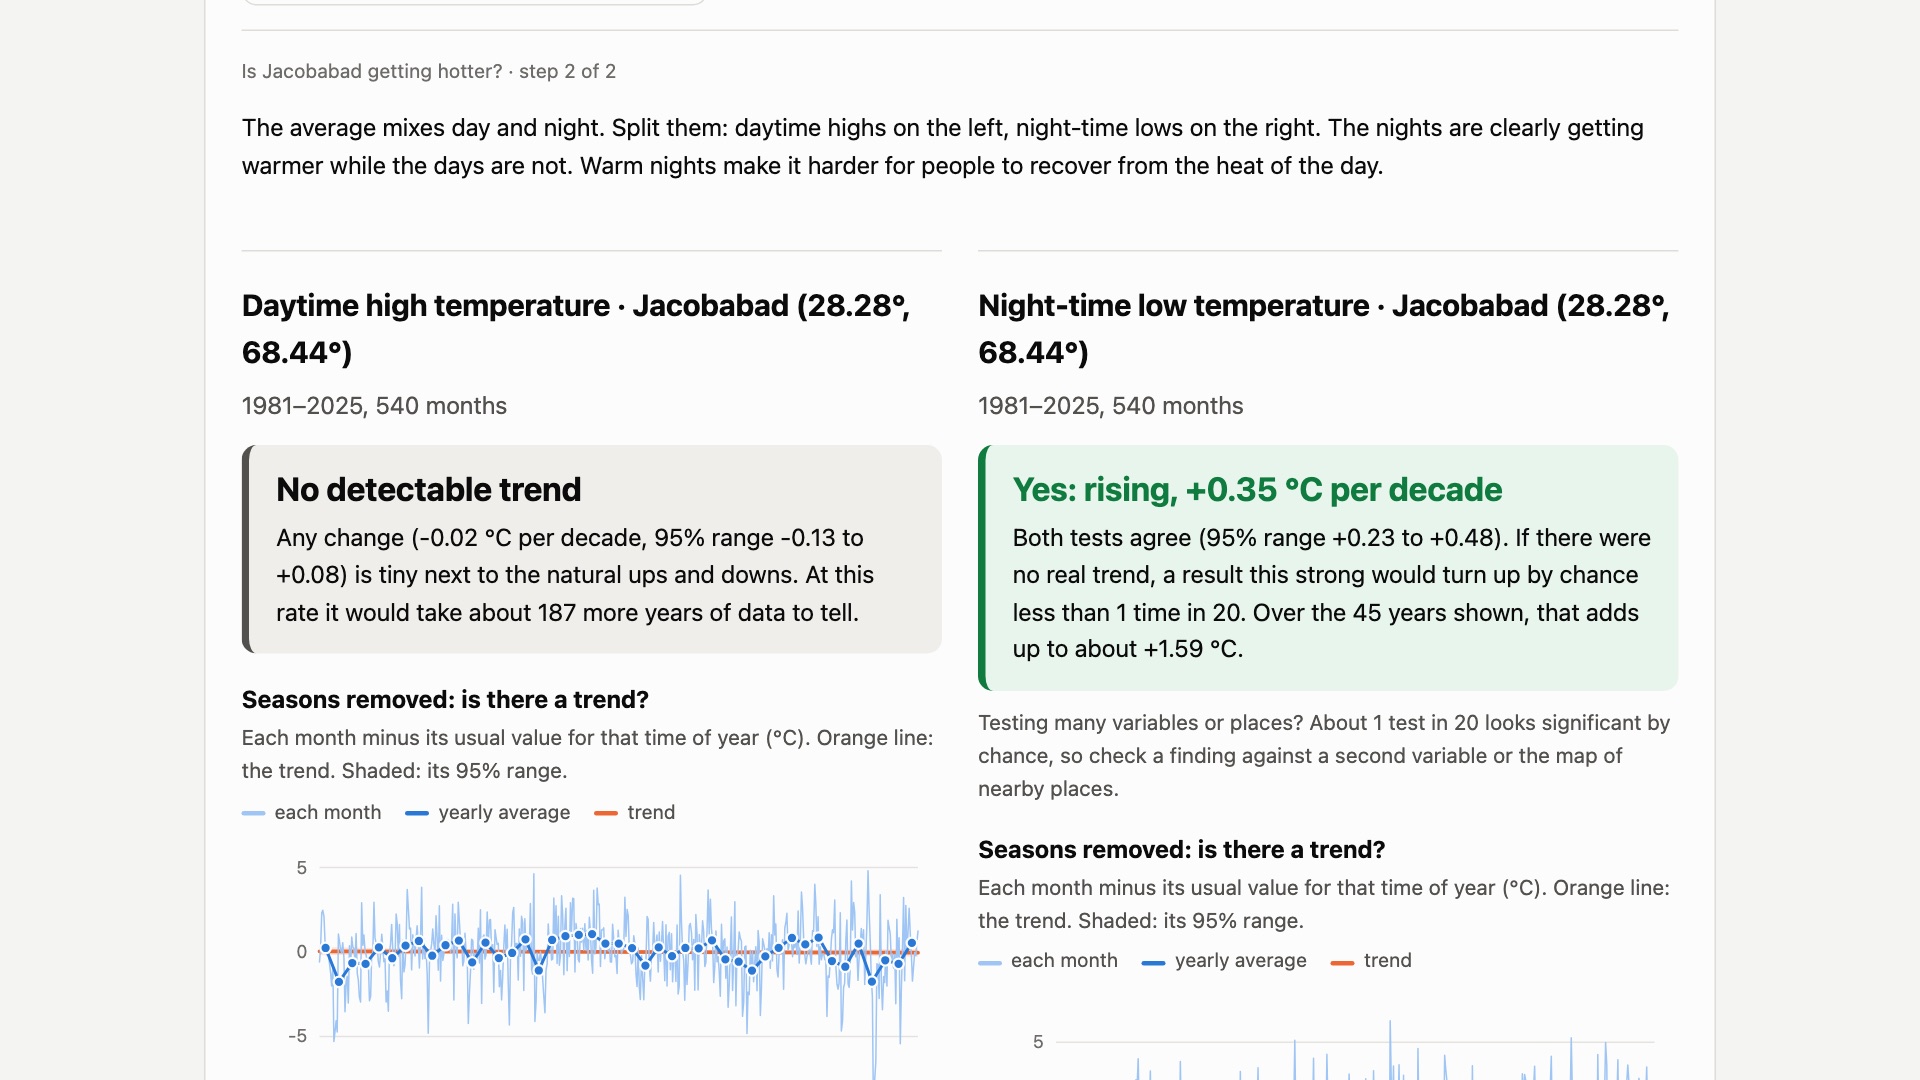 Is Jacobabad getting hotter? · step 2 of 2
The average mixes day and night. Split them: daytime highs on the left, night-time lows on the right. The nights are clearly getting
warmer while the days are not. Warm nights make it harder for people to recover from the heat of the day.
Daytime high temperature · Jacobabad (28.28°,
68.44°)
1981–2025, 540 months
No detectable trend
Any change (-0.02 °C per decade, 95% range -0.13 to
+0.08) is tiny next to the natural ups and downs. At this
rate it would take about 187 more years of data to tell.
Seasons removed: is there a trend?
Each month minus its usual value for that time of year (°C). Orange line:
the trend. Shaded: its 95% range.
each month yearly average trend
5
0
-5
Night-time low temperature · Jacobabad (28.28°,
68.44°)
1981–2025, 540 months
Yes: rising, +0.35 °C per decade
Both tests agree (95% range +0.23 to +0.48). If there were
no real trend, a result this strong would turn up by chance
less than 1 time in 20. Over the 45 years shown, that adds
up to about +1.59 °C.
Testing many variables or places? About 1 test in 20 looks significant by
chance, so check a finding against a second variable or the map of
nearby places.
Seasons removed: is there a trend?
Each month minus its usual value for that time of year (°C). Orange line:
the trend. Shaded: its 95% range.
each month yearly average trend
5